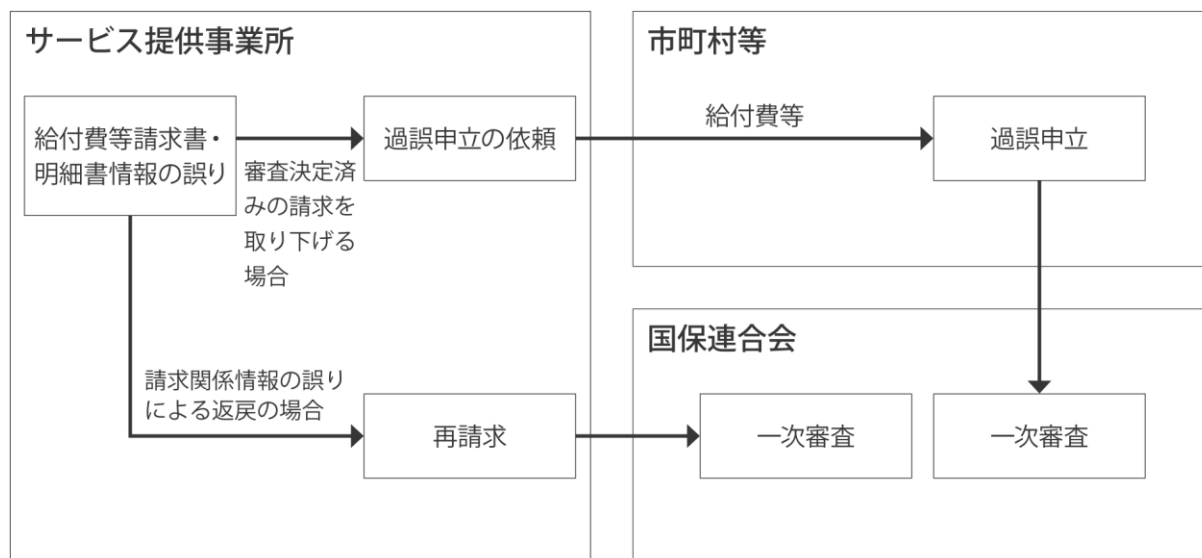 サービス提供事業所
給付費等請求書・
明細書情報の誤り
審査決定済
みの請求を
取り下げる
場合
過誤申立の依頼
請求関係情報の誤り
による返戻の場合
再請求
市町村等
給付費等
過誤申立
国保連合会
一次審査
一次審査